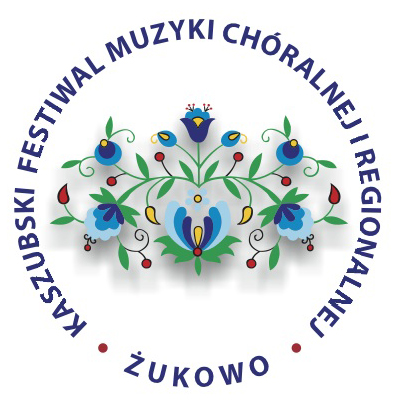 KASZUBSKI FESTIWAL MUZYKI CHÓRALNEJ I REGIONALNEJ
ŻUKOWO